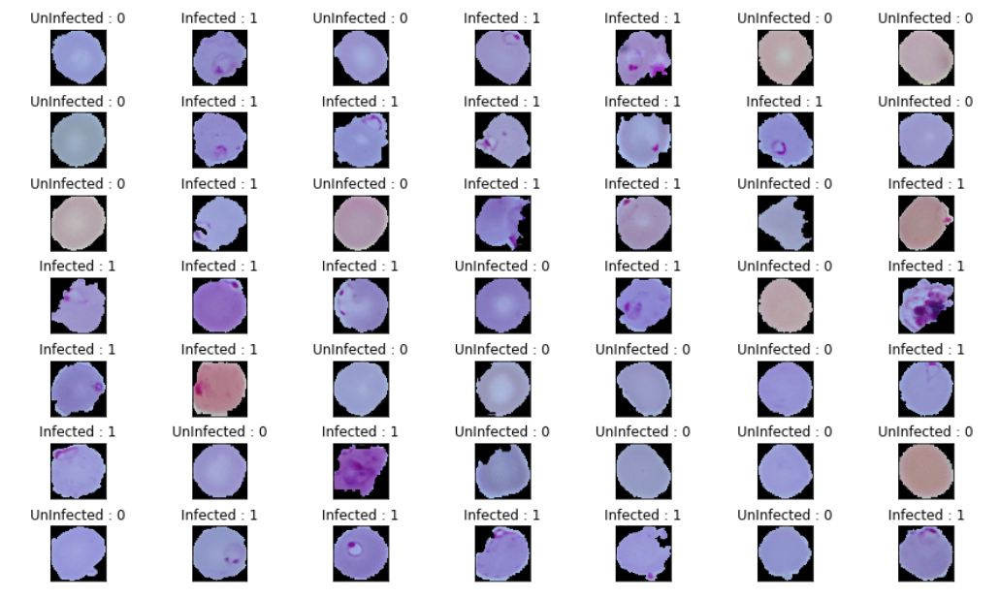 UnInfected : 0 Infected : 1 UnInfected : 0 Infected : 1 Infected : 1 UnInfected : 0 UnInfected : 0
UnInfected : 0 Infected : 1 Infected : 1 Infected : 1 Infected : 1 Infected : 1 UnInfected : 0
UnInfected : 0 Infected : 1 UnInfected : 0 Infected : 1 Infected : 1 UnInfected : 0 Infected : 1
Infected : 1 Infected : 1 Infected : 1 UnInfected : 0 Infected : 1 UnInfected : 0 Infected : 1
Infected : 1 Infected : 1 UnInfected : 0 UnInfected : 0 UnInfected : 0 UnInfected : 0 Infected : 1
Infected : 1 UnInfected : 0 Infected : 1 UnInfected : 0 UnInfected : 0 UnInfected : 0 UnInfected : 0
UnInfected : 0 Infected : 1 Infected : 1 Infected : 1 Infected : 1 UnInfected : 0 Infected : 1